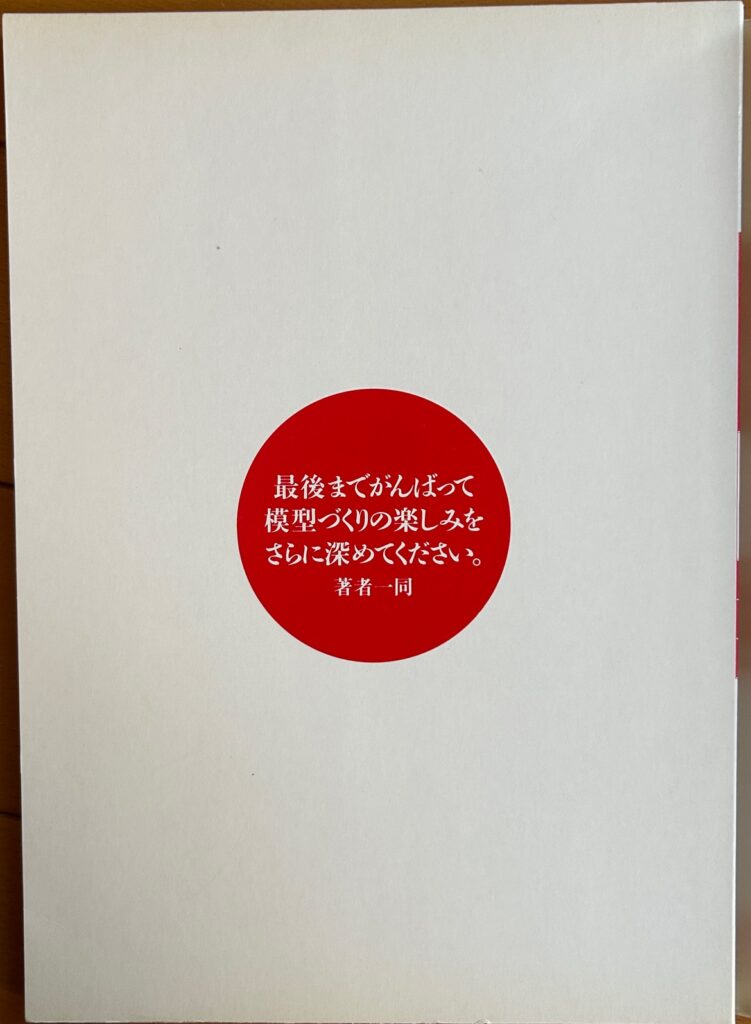 最後までがんばって
模型づくりの楽しみを
さらに深めてください。
著者一同